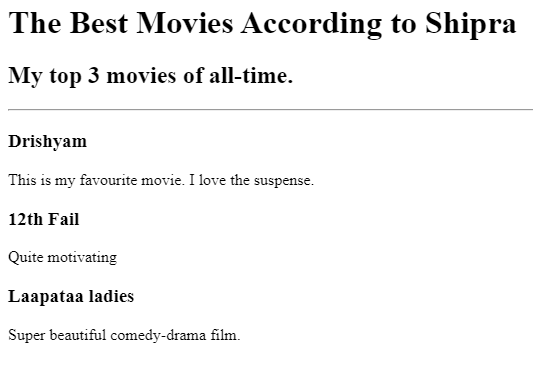 The Best Movies According to Shipra
My top 3 movies of all-time.
Drishyam
This is my favourite movie. I love the suspense.
12th Fail
Quite motivating
Laapataa ladies
Super beautiful comedy-drama film.